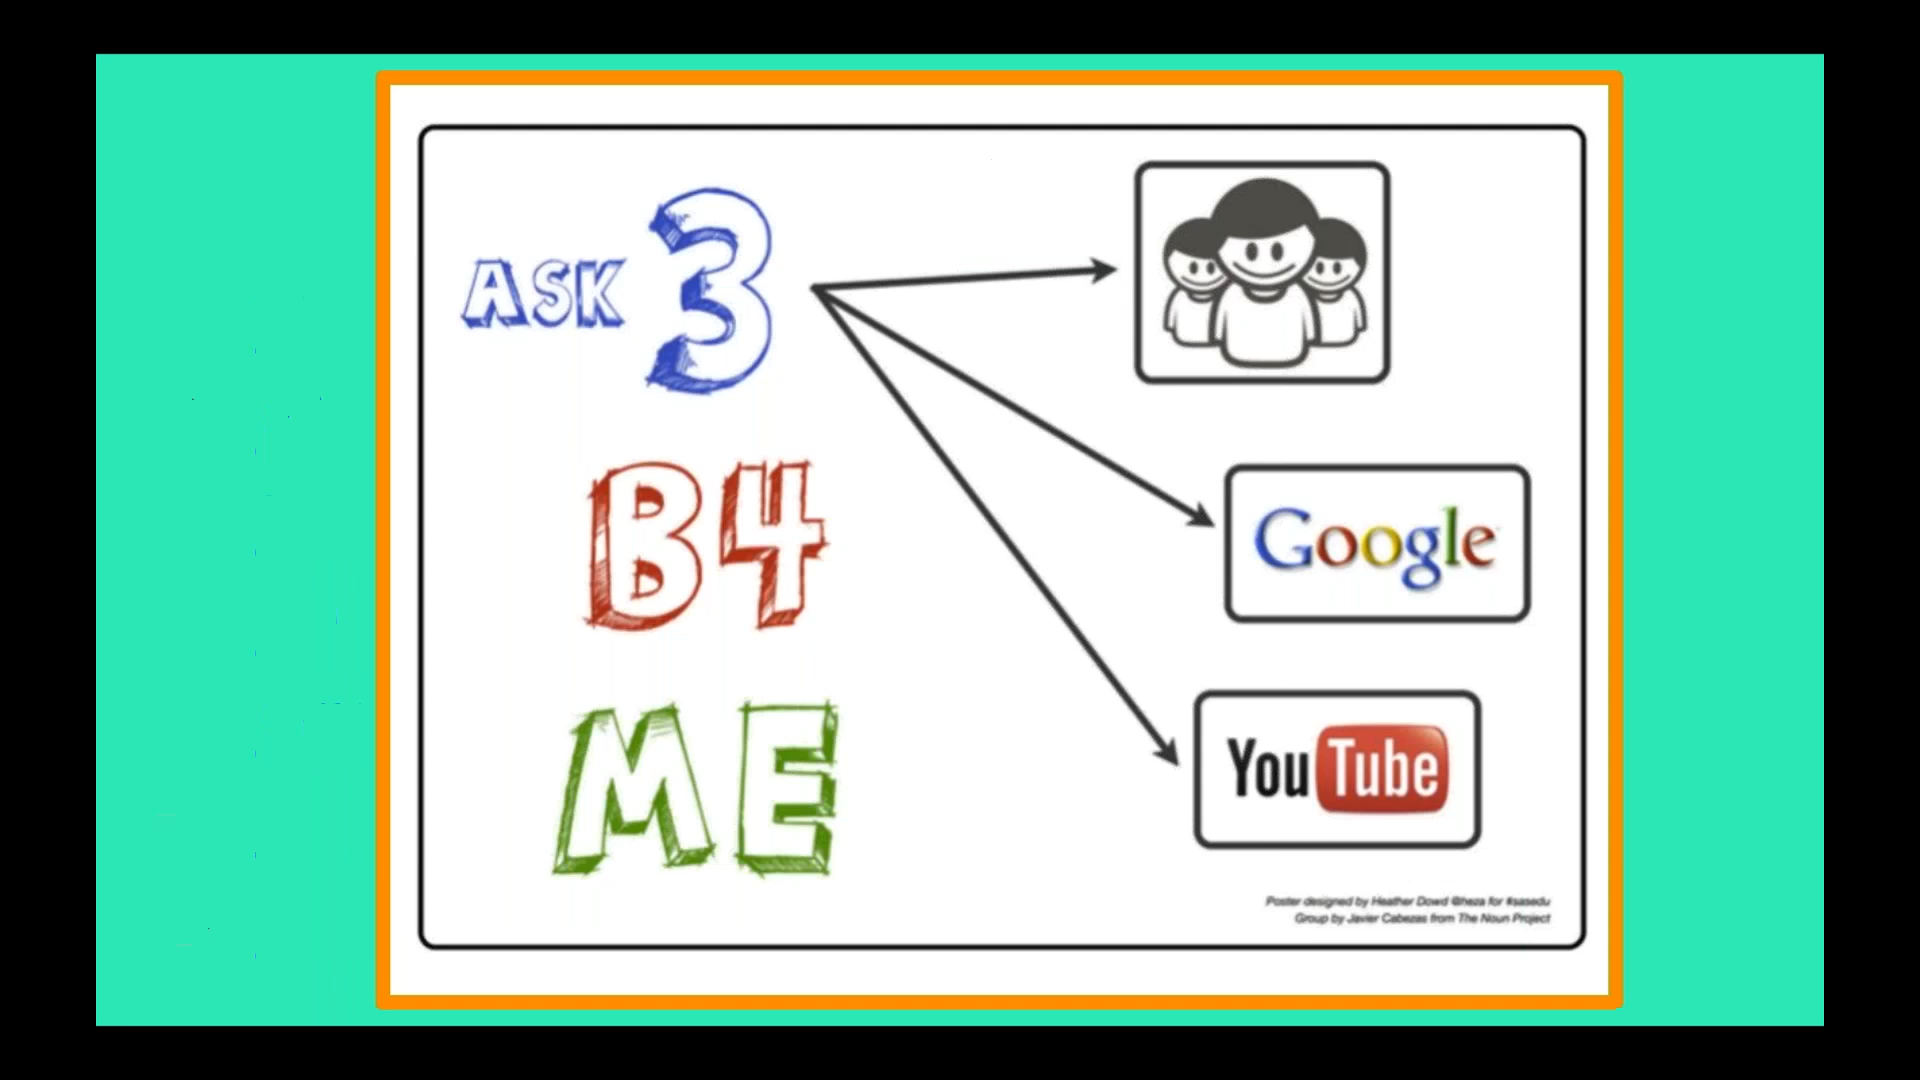 ASK 3
B4
ME
Google
YouTube
Poster designed by Heather Dowd @heza for #sasedu
Group by Javier Cabezas from The Noun Project